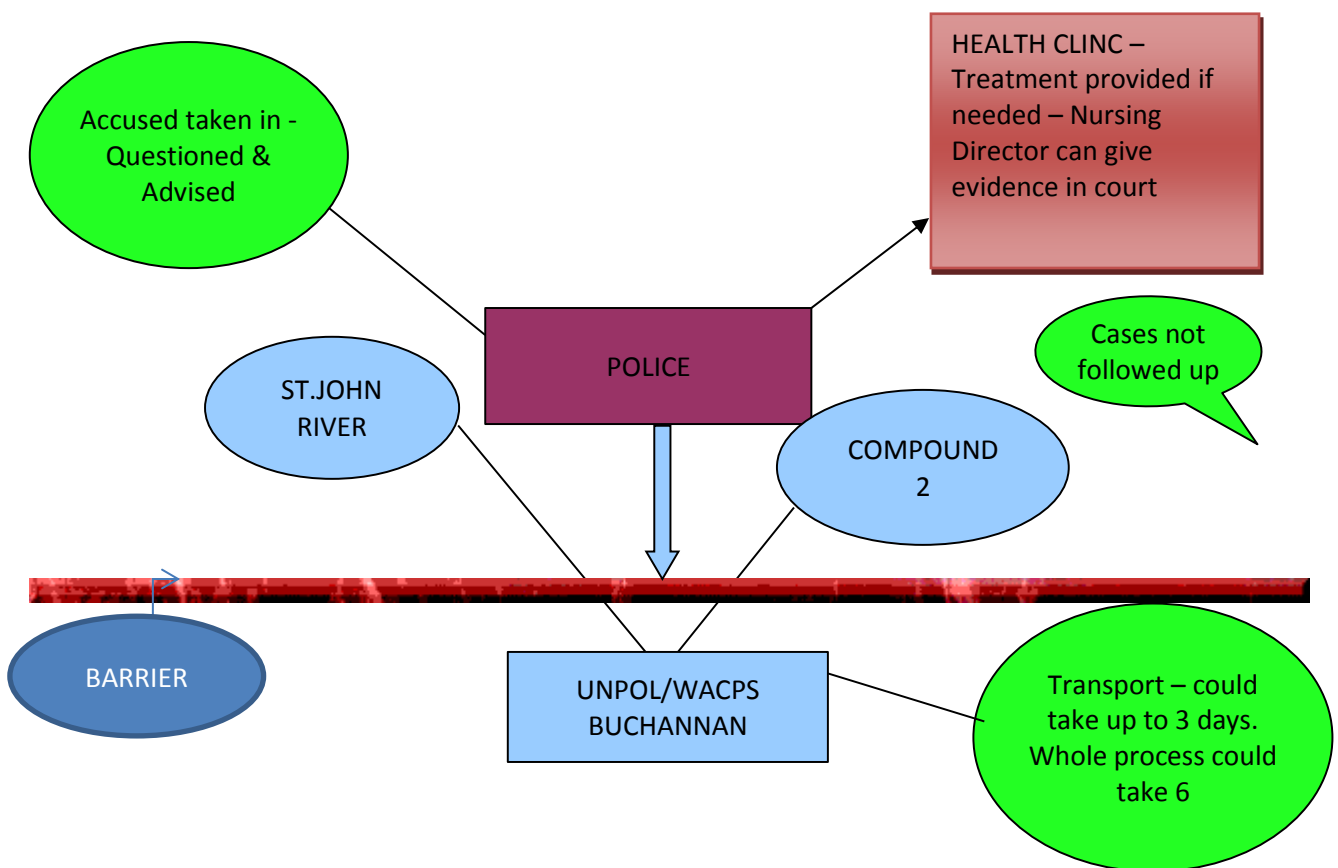 HEALTH CLINC –
Treatment provided if
needed – Nursing
Director can give
evidence in court
Accused taken in -
Questioned &
Advised
Cases not
followed up
POLICE
ST.JOHN
RIVER
COMPOUND
2
BARRIER
UNPOL/WACPS
BUCHANNAN
Transport – could
take up to 3 days.
Whole process could
take 6